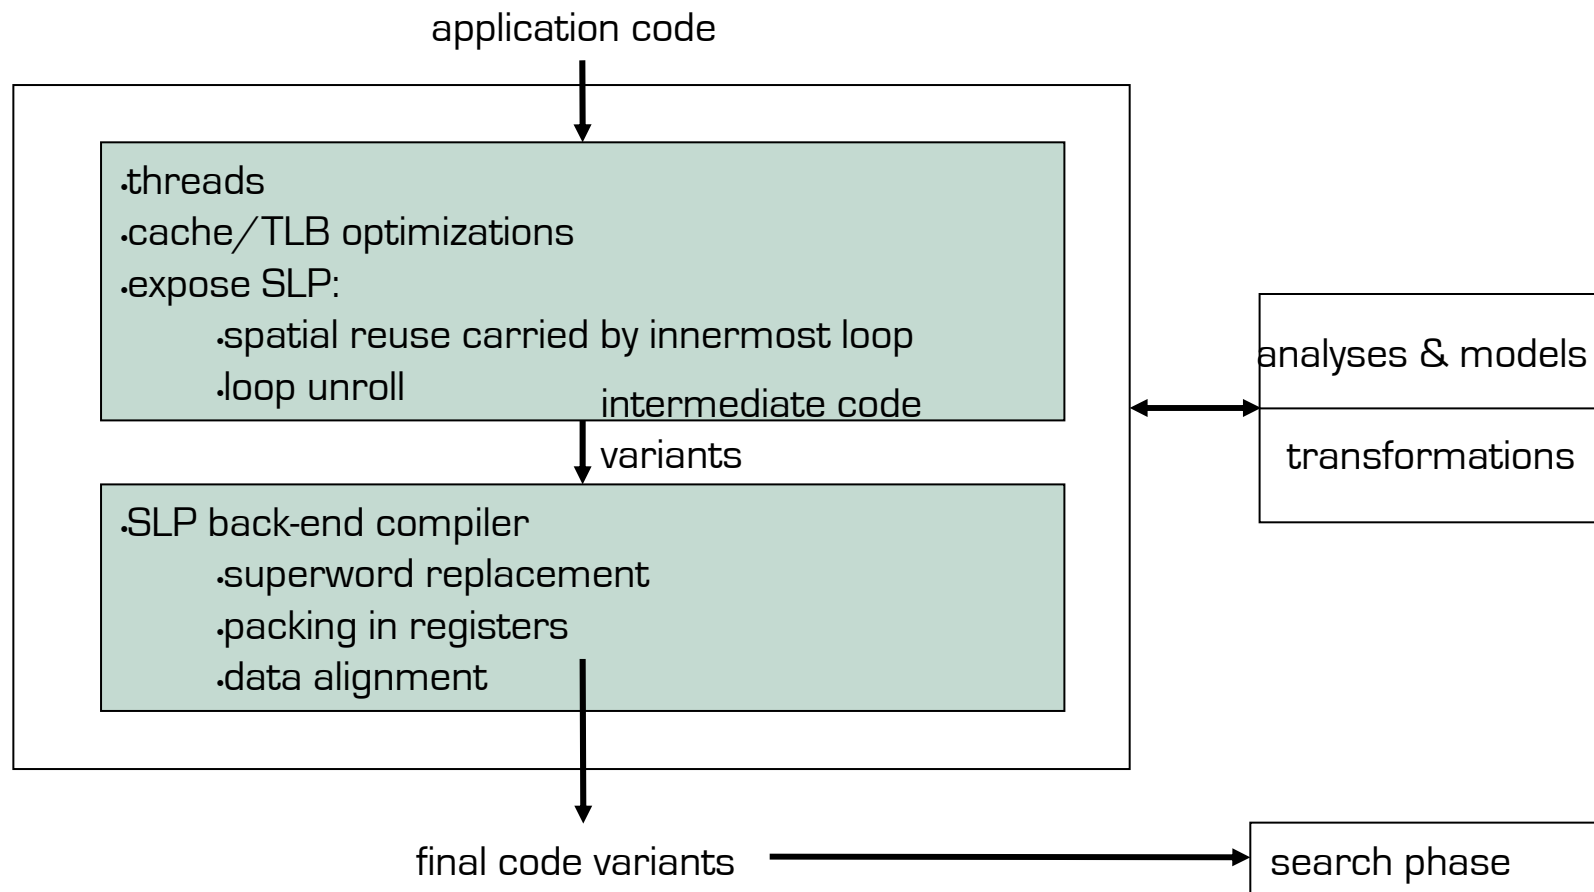 application code
•threads
•cache/TLB optimizations
•expose SLP:
•spatial reuse carried by innermost loop
•loop unroll
intermediate code
variants
•SLP back-end compiler
•superword replacement
•packing in registers
•data alignment
analyses & models
transformations
final code variants
search phase